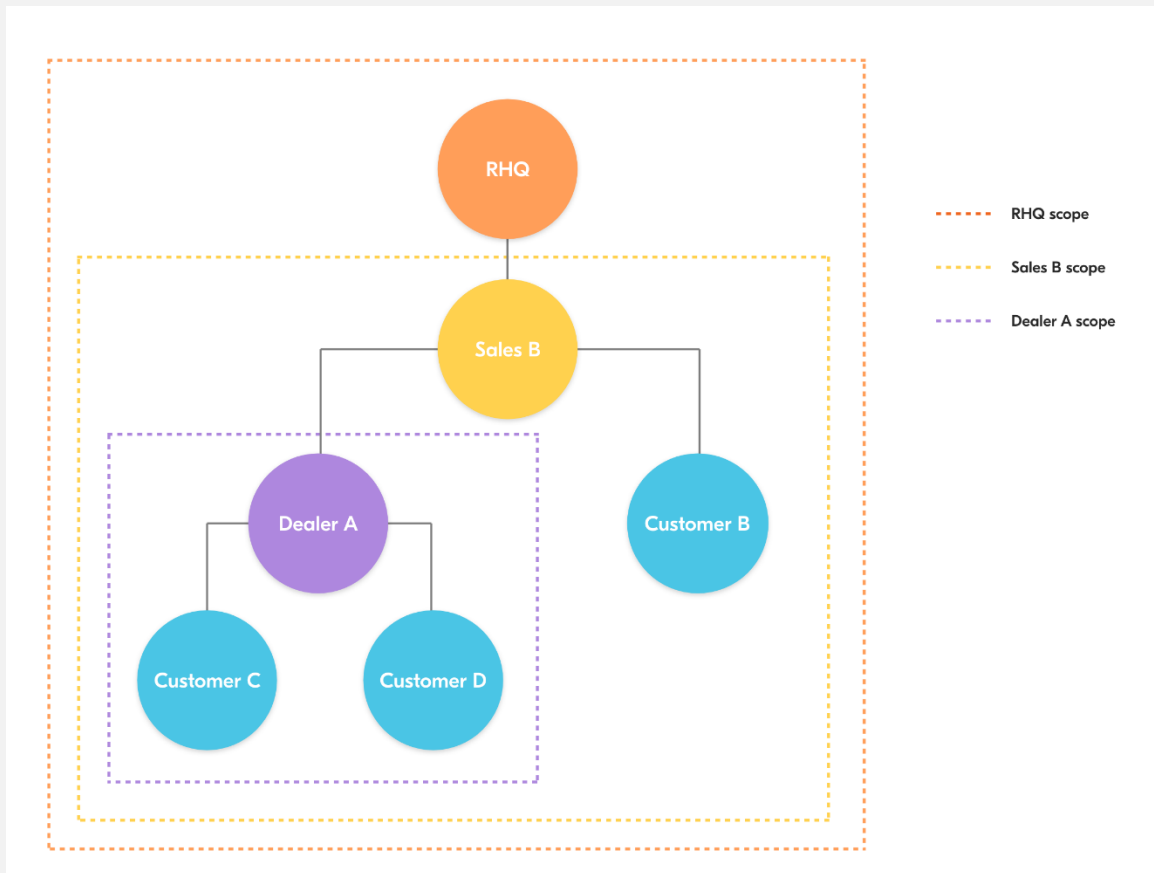 RHQ
RHQ scope
Sales B scope
Dealer A scope
Sales B
Dealer A
Customer B
Customer C
Customer D